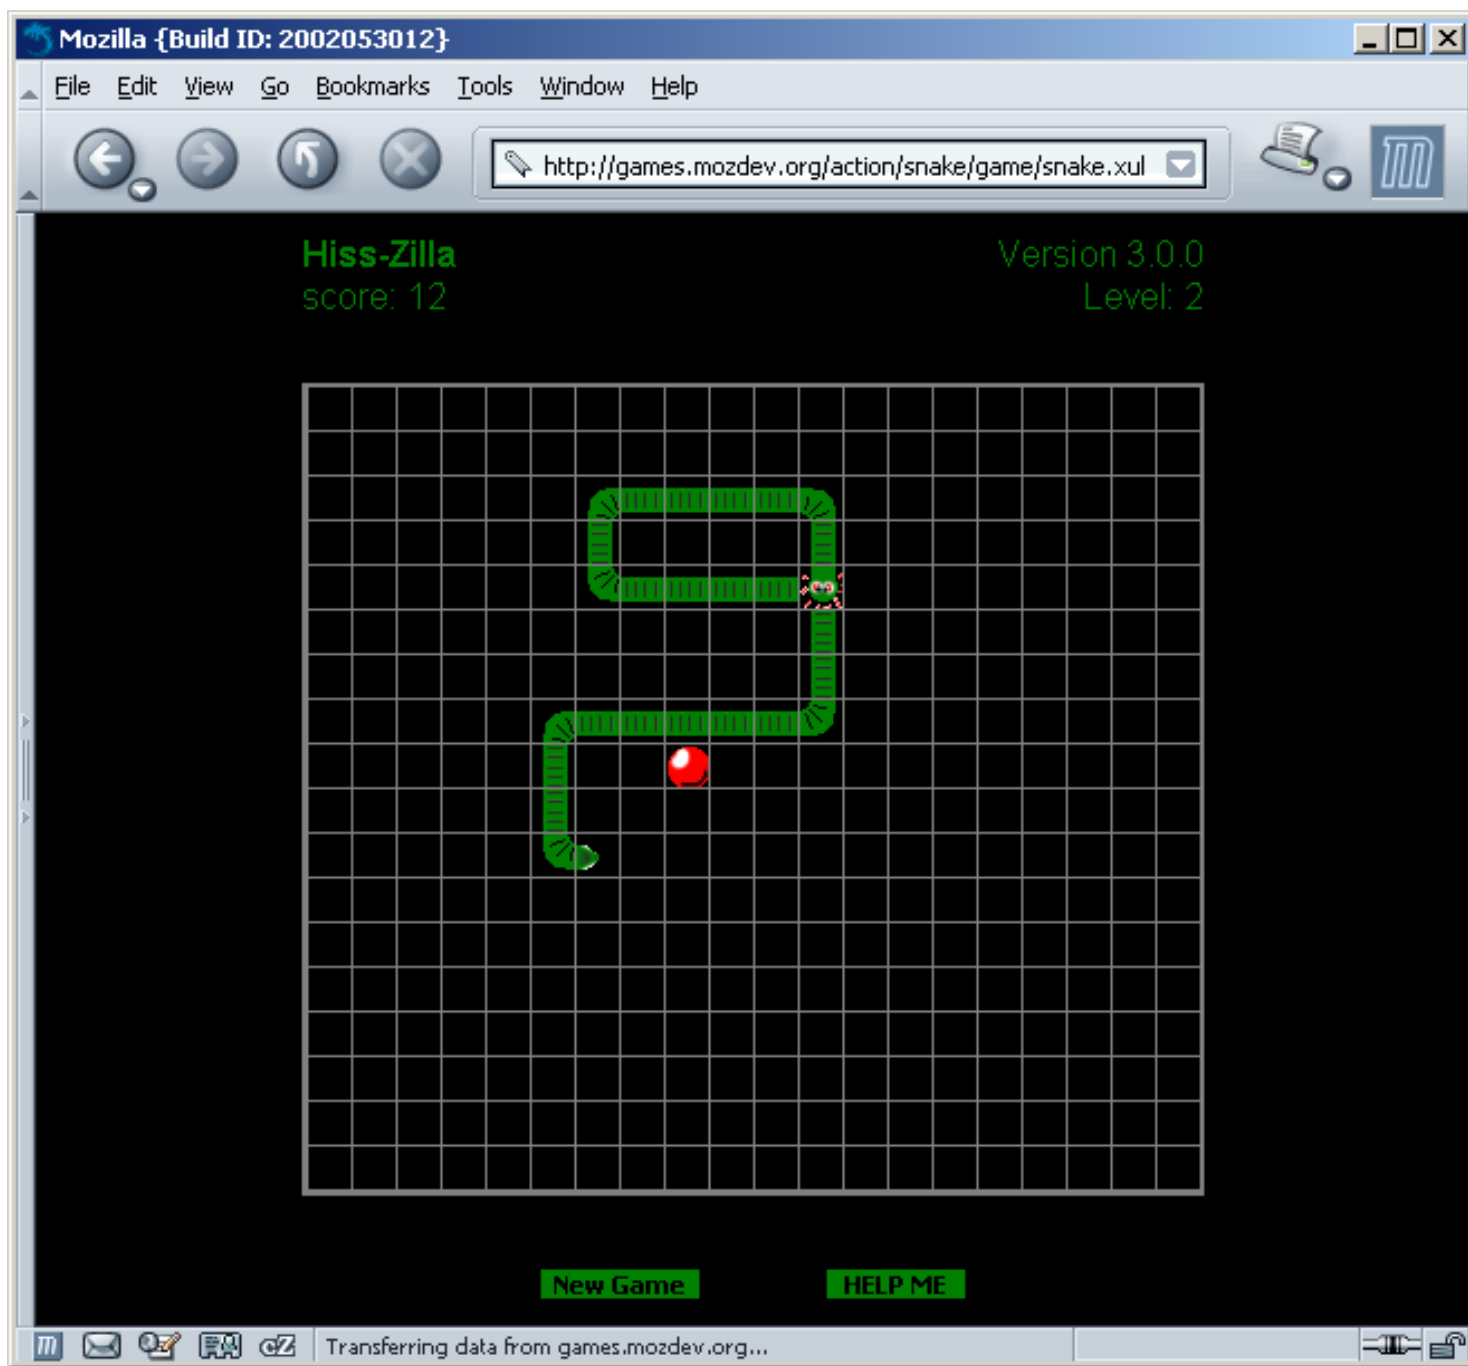 Mozilla {Build ID: 2002053012}
File Edit View Go Bookmarks Tools Window Help
http://games.mozdev.org/action/snake/game/snake.xul
Hiss-Zilla Version 3.0.0
score: 12 Level: 2
New Game HELP ME
cZ Transferring data from games.mozdev.org...